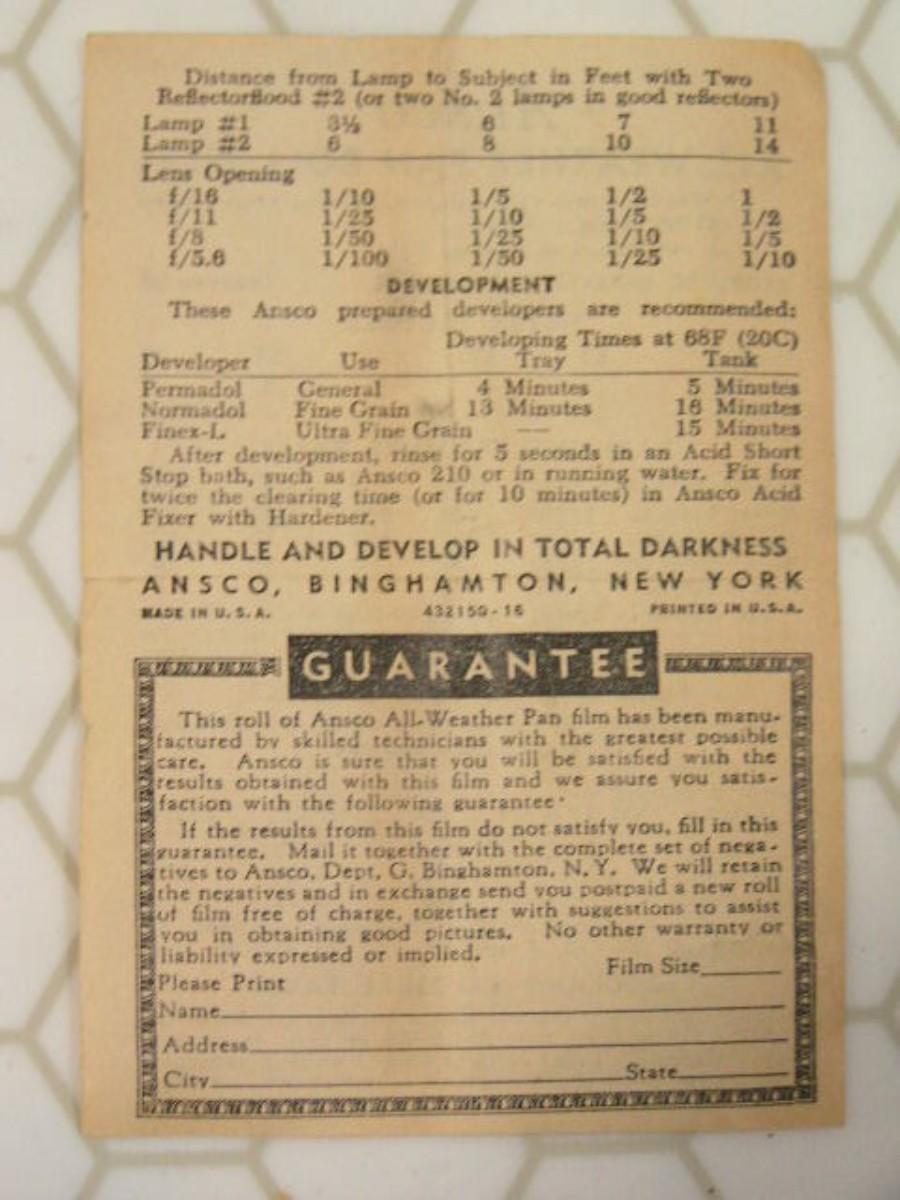 Distance from Lamp to Subject in Feet with Two
Reflectorflood #2 (or two No. 2 lamps in good reflectors)
Lamp #1 3½ 6 7 11
Lamp #2 6 8 10 14
Lens Opening
f/16 1/10 1/5 1/2 1
f/11 1/25 1/10 1/5 1/2
f/8 1/50 1/25 1/10 1/5
f/5.6 1/100 1/50 1/25 1/10
DEVELOPMENT
These Ansco prepared developers are recommended:
Developing Times at 68F (20C)
Developer Use Tray Tank
Permadol General 4 Minutes 5 Minutes
Normadol Fine Grain 13 Minutes 16 Minutes
Finex-L Ultra Fine Grain — 15 Minutes
After development, rinse for 5 seconds in an Acid Short
Stop bath, such as Ansco 210 or in running water. Fix for
twice the clearing time (or for 10 minutes) in Ansco Acid
Fixer with Hardener.
HANDLE AND DEVELOP IN TOTAL DARKNESS
ANSCO, BINGHAMTON, NEW YORK
MADE IN U.S.A. 432150-16 PRINTED IN U.S.A.
GUARANTEE
This roll of Ansco All-Weather Pan film has been manu-
factured by skilled technicians with the greatest possible
care. Ansco is sure that you will be satisfied with the
results obtained with this film and we assure you satis-
faction with the following guarantee·
If the results from this film do not satisfy you, fill in this
guarantee. Mail it together with the complete set of nega-
tives to Ansco, Dept. G. Binghamton, N.Y. We will retain
the negatives and in exchange send you postpaid a new roll
of film free of charge, together with suggestions to assist
you in obtaining good pictures. No other warranty or
liability expressed or implied.
Film Size
Please Print
Name
Address
City State